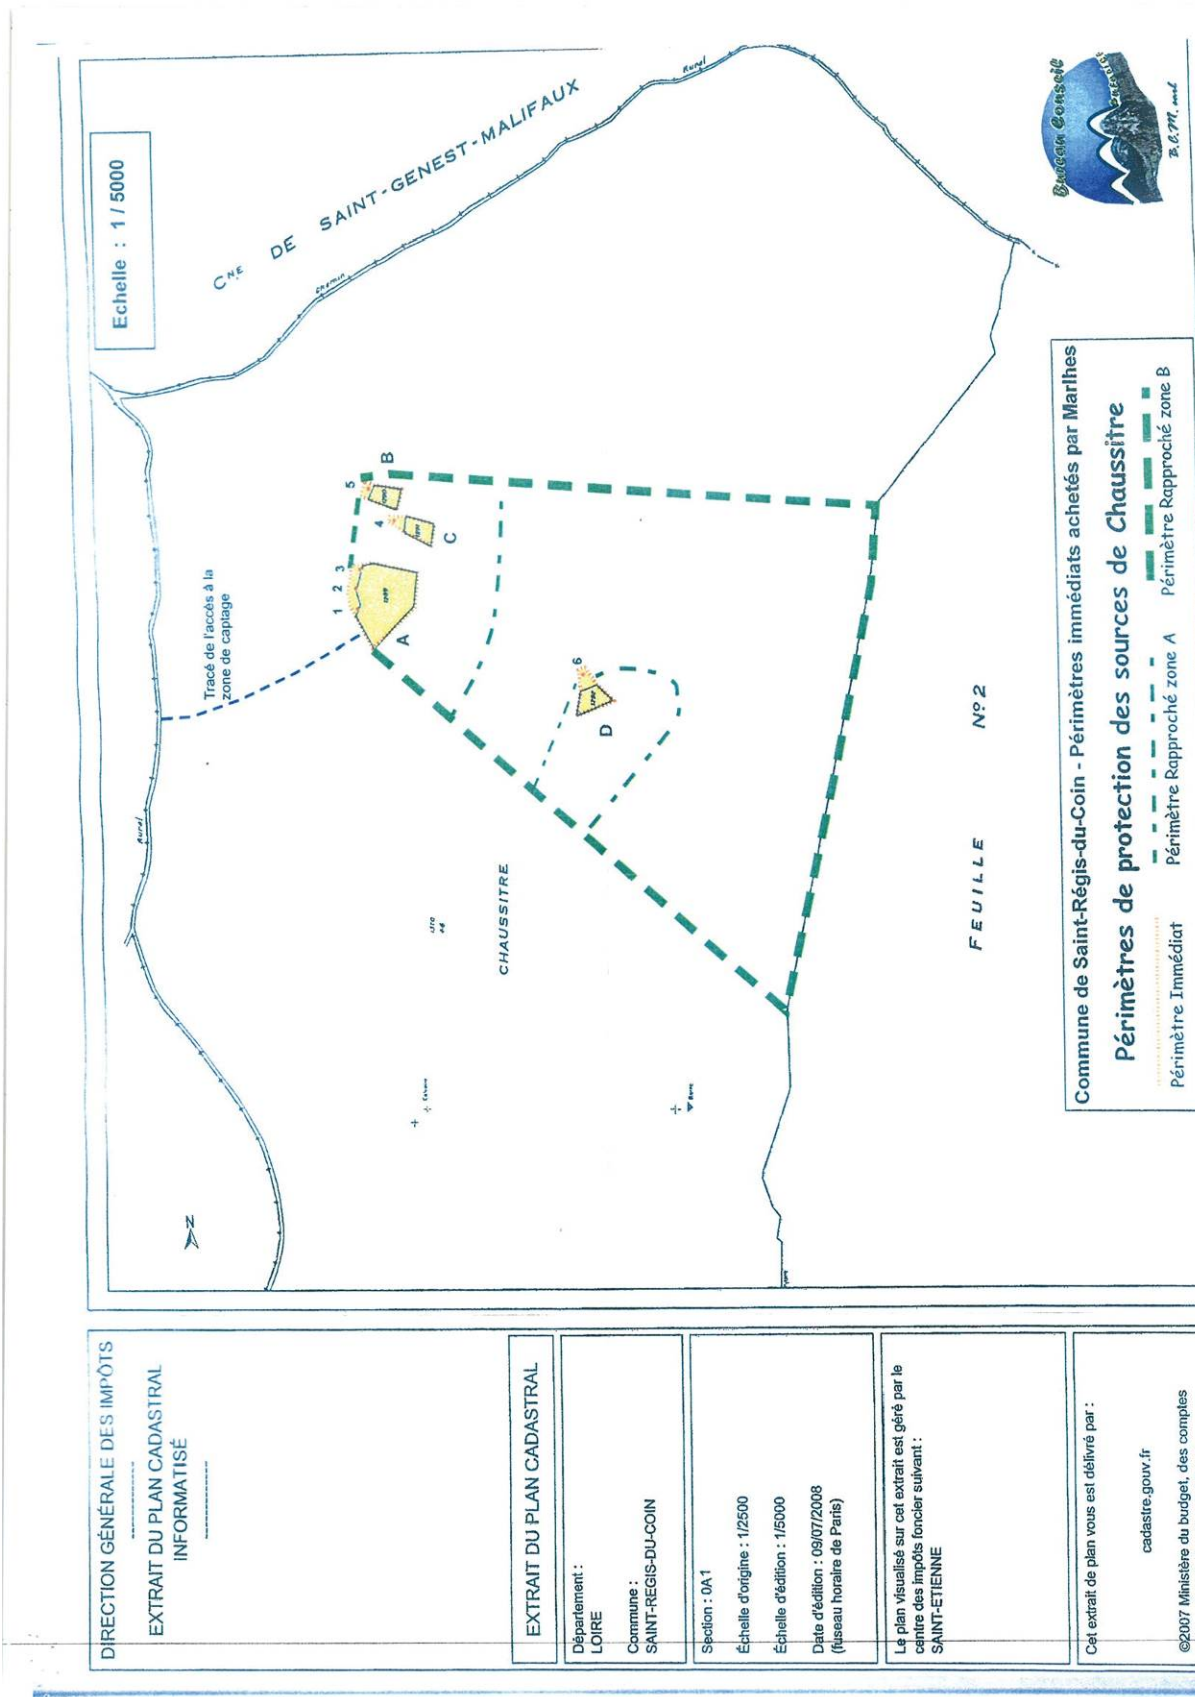 DIRECTION GÉNÉRALE DES IMPÔTS
----------------
EXTRAIT DU PLAN CADASTRAL
INFORMATISÉ
----------------
EXTRAIT DU PLAN CADASTRAL
Département :
LOIRE
Commune :
SAINT-REGIS-DU-COIN
Section : 0A1
Échelle d'origine : 1/2500
Échelle d'édition : 1/5000
Date d'édition : 09/07/2008
(fuseau horaire de Paris)
Le plan visualisé sur cet extrait est géré par le
centre des impôts foncier suivant :
SAINT-ETIENNE
Cet extrait de plan vous est délivré par :
cadastre.gouv.fr
©2007 Ministère du budget, des comptes
Echelle : 1 / 5000
CNE DE SAINT-GENEST-MALIFAUX
Rural
Chemin
Rural
N
Tracé de l'accès à la
zone de captage
1 2 3
4
5
A
B
C
6
D
CHAUSSITRE
FEUILLE Nº 2
Commune de Saint-Régis-du-Coin - Périmètres immédiats achetés par Marlhes
Périmètres de protection des sources de Chaussitre
Périmètre Immédiat
Périmètre Rapproché zone A
Périmètre Rapproché zone B
Bureau Conseil
B.C.M. sarl